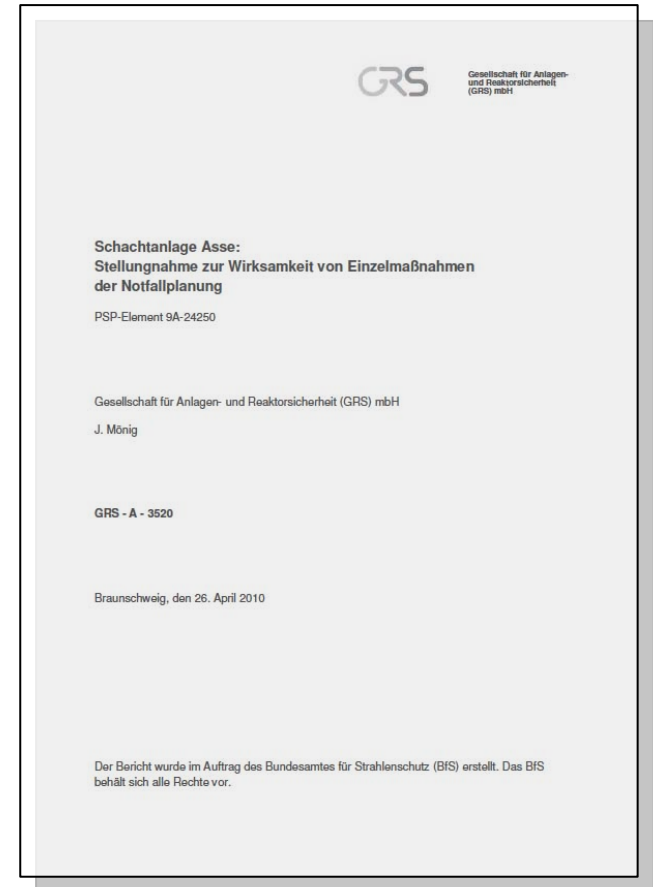 GRS
Gesellschaft für Anlagen-
und Reaktorsicherheit
(GRS) mbH
Schachtanlage Asse:
Stellungnahme zur Wirksamkeit von Einzelmaßnahmen
der Notfallplanung
PSP-Element 9A-24250
Gesellschaft für Anlagen- und Reaktorsicherheit (GRS) mbH
J. Mönig
GRS - A - 3520
Braunschweig, den 26. April 2010
Der Bericht wurde im Auftrag des Bundesamtes für Strahlenschutz (BfS) erstellt. Das BfS
behält sich alle Rechte vor.